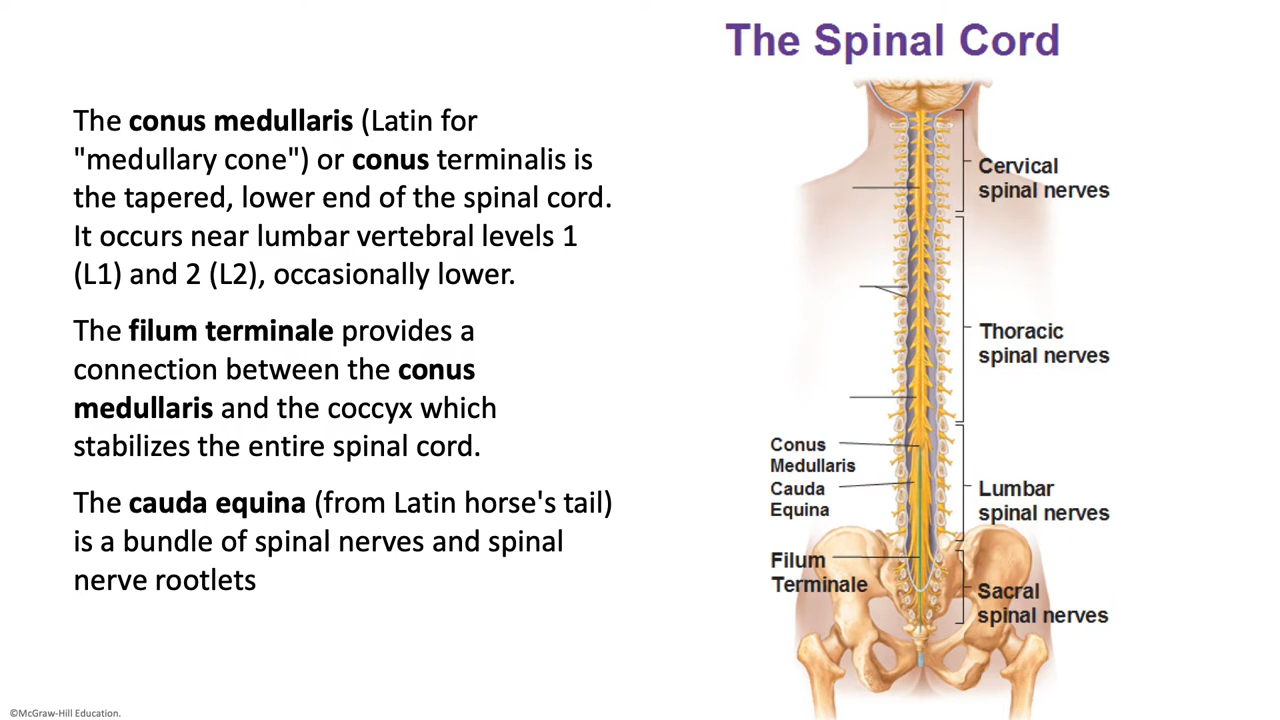 The Spinal Cord
The conus medullaris (Latin for
"medullary cone") or conus terminalis is
the tapered, lower end of the spinal cord.
It occurs near lumbar vertebral levels 1
(L1) and 2 (L2), occasionally lower.
The filum terminale provides a
connection between the conus
medullaris and the coccyx which
stabilizes the entire spinal cord.
The cauda equina (from Latin horse's tail)
is a bundle of spinal nerves and spinal
nerve rootlets
Cervical
spinal nerves
Thoracic
spinal nerves
Conus
Medullaris
Cauda
Equina
Lumbar
spinal nerves
Filum
Terminale
Sacral
spinal nerves
©McGraw-Hill Education.